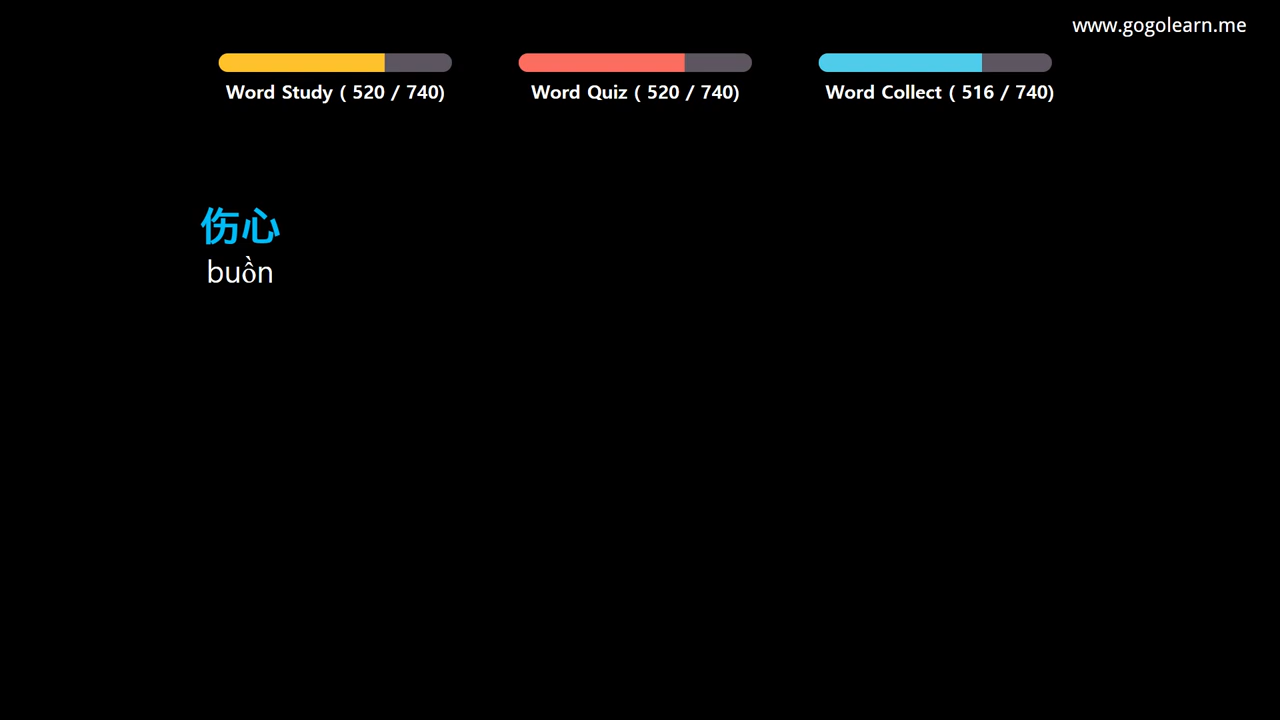 www.gogolearn.me
Word Study ( 520 / 740)
Word Quiz ( 520 / 740)
Word Collect ( 516 / 740)
伤心
buồn